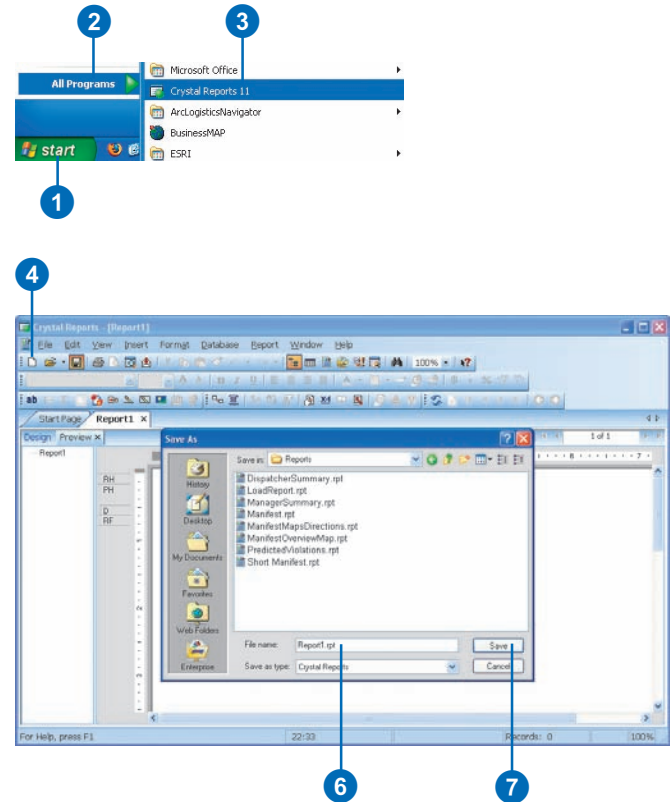 2
3
Microsoft Office
All Programs
Crystal Reports 11
ArcLogisticsNavigator
BusinessMAP
start
ESRI
1
4
Crystal Reports - [Report1]
File Edit View Insert Format Database Report Window Help
100%
Start Page Report1 ×
Design Preview × 1 of 1
Report1
RH
PH
D
RF
Save As
Save in: Reports
History
Desktop
My Documents
Favorites
Web Folders
Enterprise
DispatcherSummary.rpt
LoadReport.rpt
ManagerSummary.rpt
Manifest.rpt
ManifestMapsDirections.rpt
ManifestOverviewMap.rpt
PredictedViolations.rpt
Short Manifest.rpt
File name: Report1.rpt Save
Save as type: Crystal Reports Cancel
For Help, press F1 22:33 Records: 0 100%
6
7